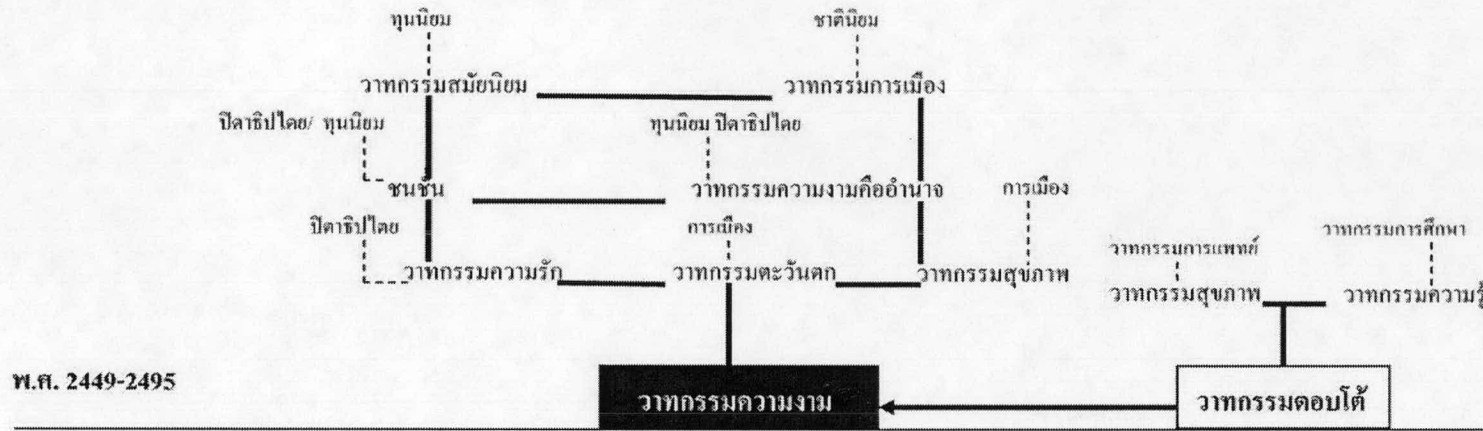 ทุนนิยม ชาตินิยม
วาทกรรมสมัยนิยม วาทกรรมการเมือง
ปิตาธิปไตย/ ทุนนิยม ทุนนิยม ปิตาธิปไตย
ชนชั้น วาทกรรมความงามคืออำนาจ การเมือง
ปิตาธิปไตย การเมือง วาทกรรมการแพทย์ วาทกรรมการศึกษา
วาทกรรมความรัก วาทกรรมตะวันตก วาทกรรมสุขภาพ
วาทกรรมสุขภาพ วาทกรรมความรู้
พ.ศ. 2449-2495
วาทกรรมความงาม วาทกรรมตอบโต้